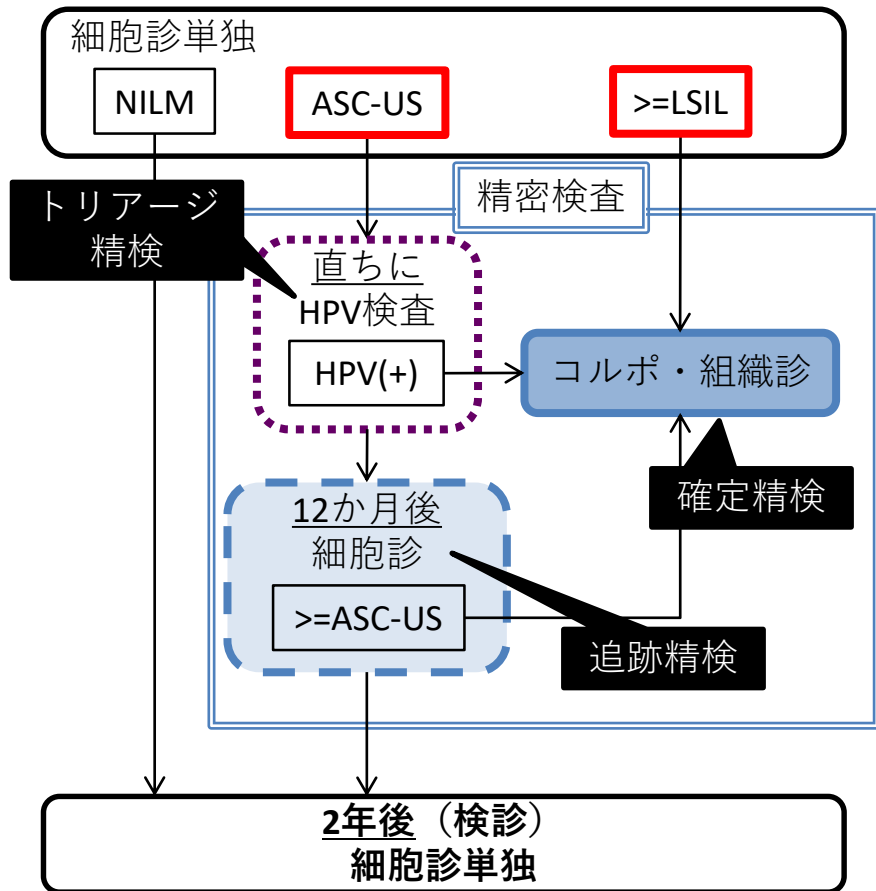 細胞診単独
NILM
ASC-US
>=LSIL
精密検査
トリアージ
精検
直ちに
HPV検査
HPV(+)
コルポ・組織診
確定精検
12か月後
細胞診
>=ASC-US
追跡精検
2年後（検診）
細胞診単独